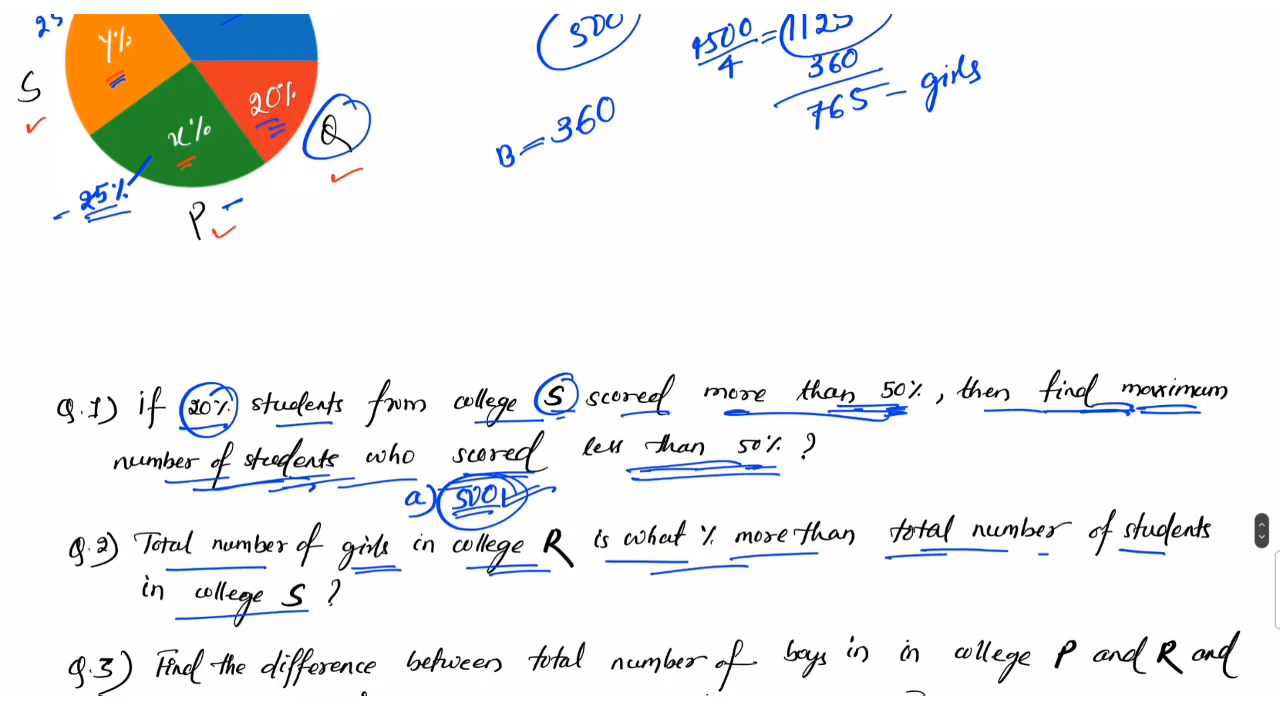 25
Y%
S
20%
Q
x%
25%
P
500
4500/4 = 1125
360
765 - girls
B = 360
Q.1) If 20% students from college S scored more than 50%, then find maximum
number of students who scored less than 50%?
a) 500
Q.2) Total number of girls in college R is what % more than total number of students
in college S?
Q.3) Find the difference between total number of boys in in college P and R and